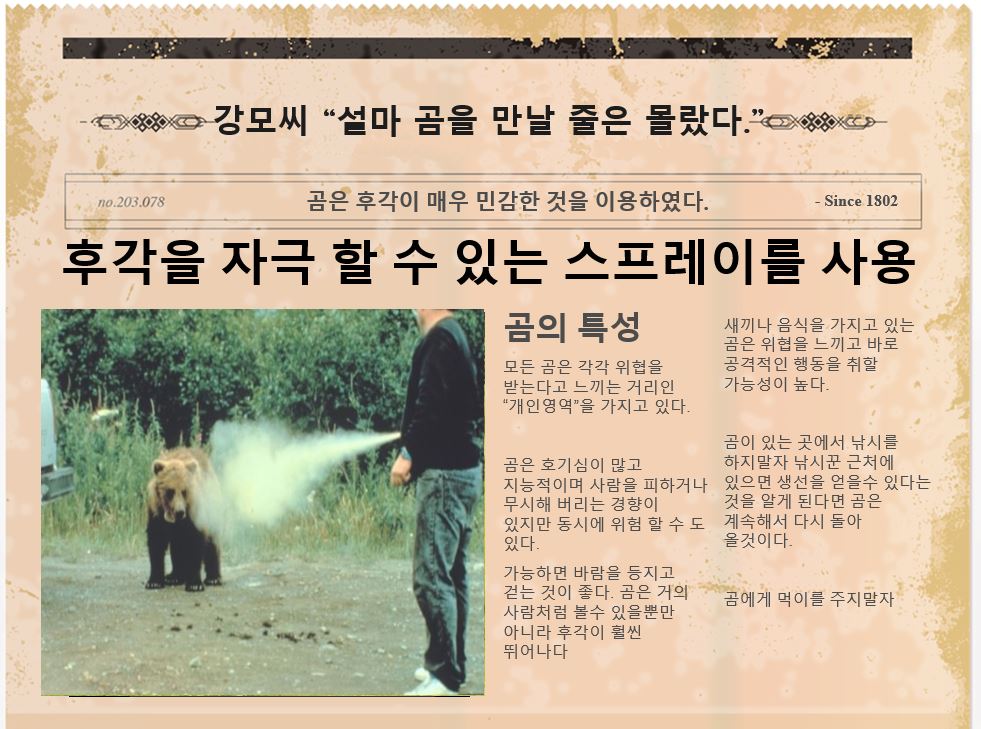 강모씨 “설마 곰을 만날 줄은 몰랐다.”
no.203.078
곰은 후각이 매우 민감한 것을 이용하였다.
- Since 1802
후각을 자극 할 수 있는 스프레이를 사용
곰의 특성
모든 곰은 각각 위협을
받는다고 느끼는 거리인
“개인영역”을 가지고 있다.
곰은 호기심이 많고
지능적이며 사람을 피하거나
무시해 버리는 경향이
있지만 동시에 위험 할 수 도
있다.
가능하면 바람을 등지고
걷는 것이 좋다. 곰은 거의
사람처럼 볼수 있을뿐만
아니라 후각이 훨씬
뛰어나다
새끼나 음식을 가지고 있는
곰은 위협을 느끼고 바로
공격적인 행동을 취할
가능성이 높다.
곰이 있는 곳에서 낚시를
하지말자 낚시꾼 근처에
있으면 생선을 얻을수 있다는
것을 알게 된다면 곰은
계속해서 다시 돌아
올것이다.
곰에게 먹이를 주지말자